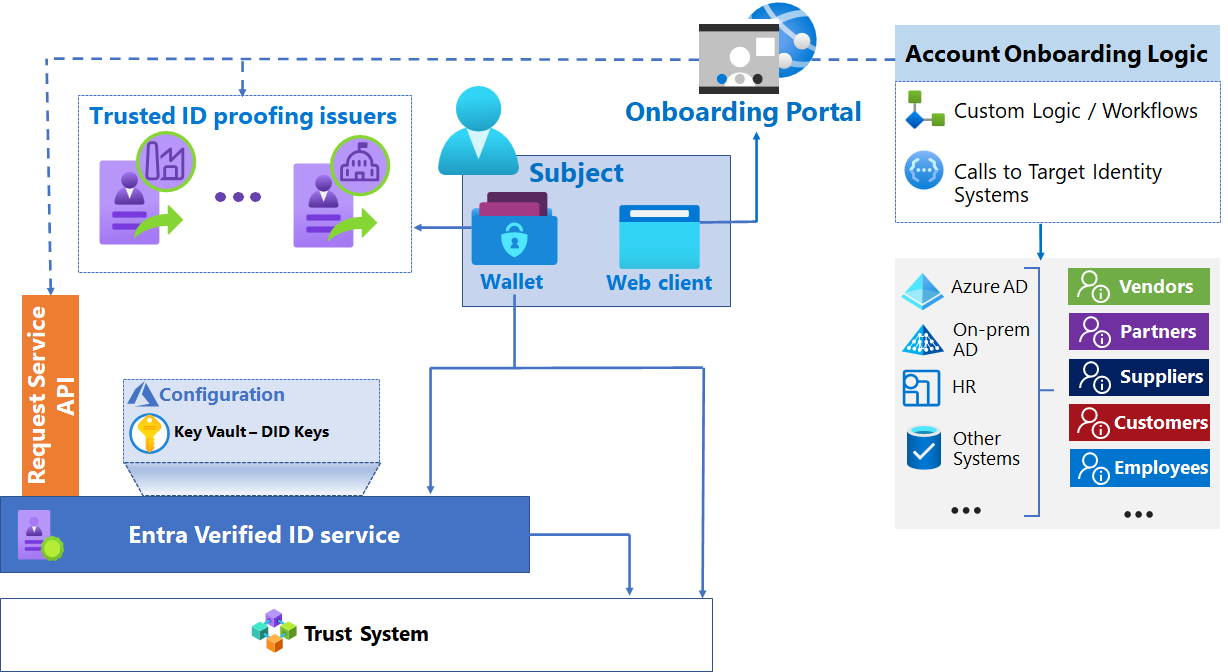 Account Onboarding Logic
Custom Logic / Workflows
Calls to Target Identity
Systems
Onboarding Portal
Trusted ID proofing issuers
Subject
Wallet
Web client
Azure AD
On-prem
AD
HR
Other
Systems
•••
Vendors
Partners
Suppliers
Customers
Employees
•••
Request Service
API
Configuration
Key Vault – DID Keys
Entra Verified ID service
Trust System